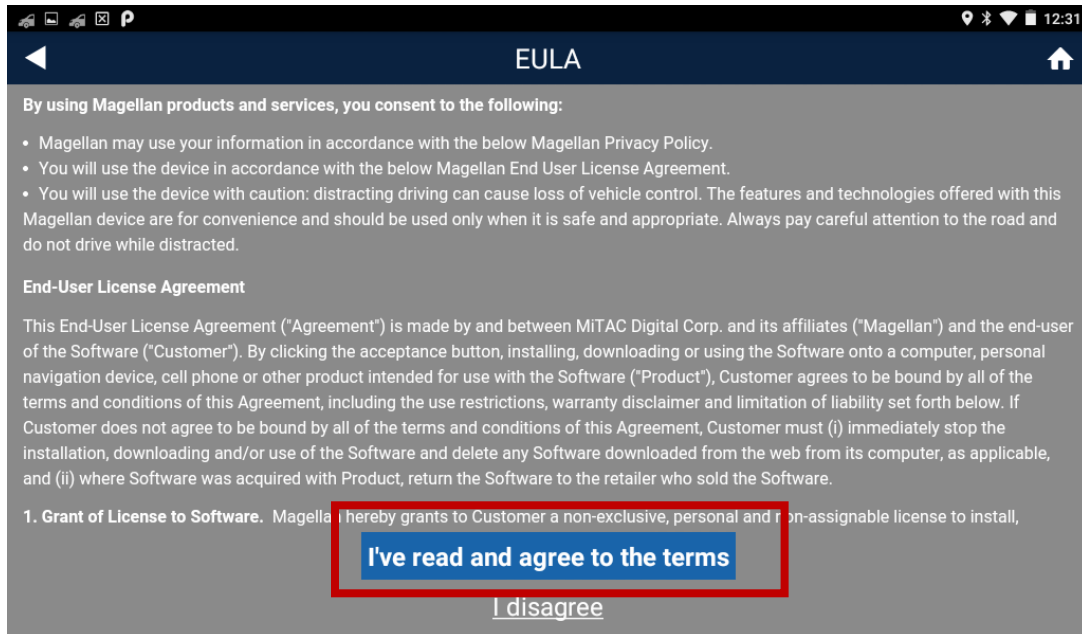 12:31
EULA
By using Magellan products and services, you consent to the following:
• Magellan may use your information in accordance with the below Magellan Privacy Policy.
• You will use the device in accordance with the below Magellan End User License Agreement.
• You will use the device with caution: distracting driving can cause loss of vehicle control. The features and technologies offered with this
Magellan device are for convenience and should be used only when it is safe and appropriate. Always pay careful attention to the road and
do not drive while distracted.
End-User License Agreement
This End-User License Agreement ("Agreement") is made by and between MiTAC Digital Corp. and its affiliates ("Magellan") and the end-user
of the Software ("Customer"). By clicking the acceptance button, installing, downloading or using the Software onto a computer, personal
navigation device, cell phone or other product intended for use with the Software ("Product"), Customer agrees to be bound by all of the
terms and conditions of this Agreement, including the use restrictions, warranty disclaimer and limitation of liability set forth below. If
Customer does not agree to be bound by all of the terms and conditions of this Agreement, Customer must (i) immediately stop the
installation, downloading and/or use of the Software and delete any Software downloaded from the web from its computer, as applicable,
and (ii) where Software was acquired with Product, return the Software to the retailer who sold the Software.
1. Grant of License to Software. Magellan hereby grants to Customer a non-exclusive, personal and non-assignable license to install,
I've read and agree to the terms
I disagree